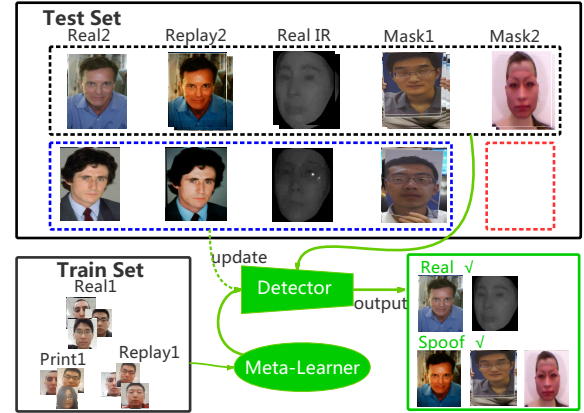 Test Set
Real2 Replay2 Real IR Mask1 Mask2
update
Train Set
Real1
Print1 Replay1
Detector
output
Meta-Learner
Real √
Spoof √